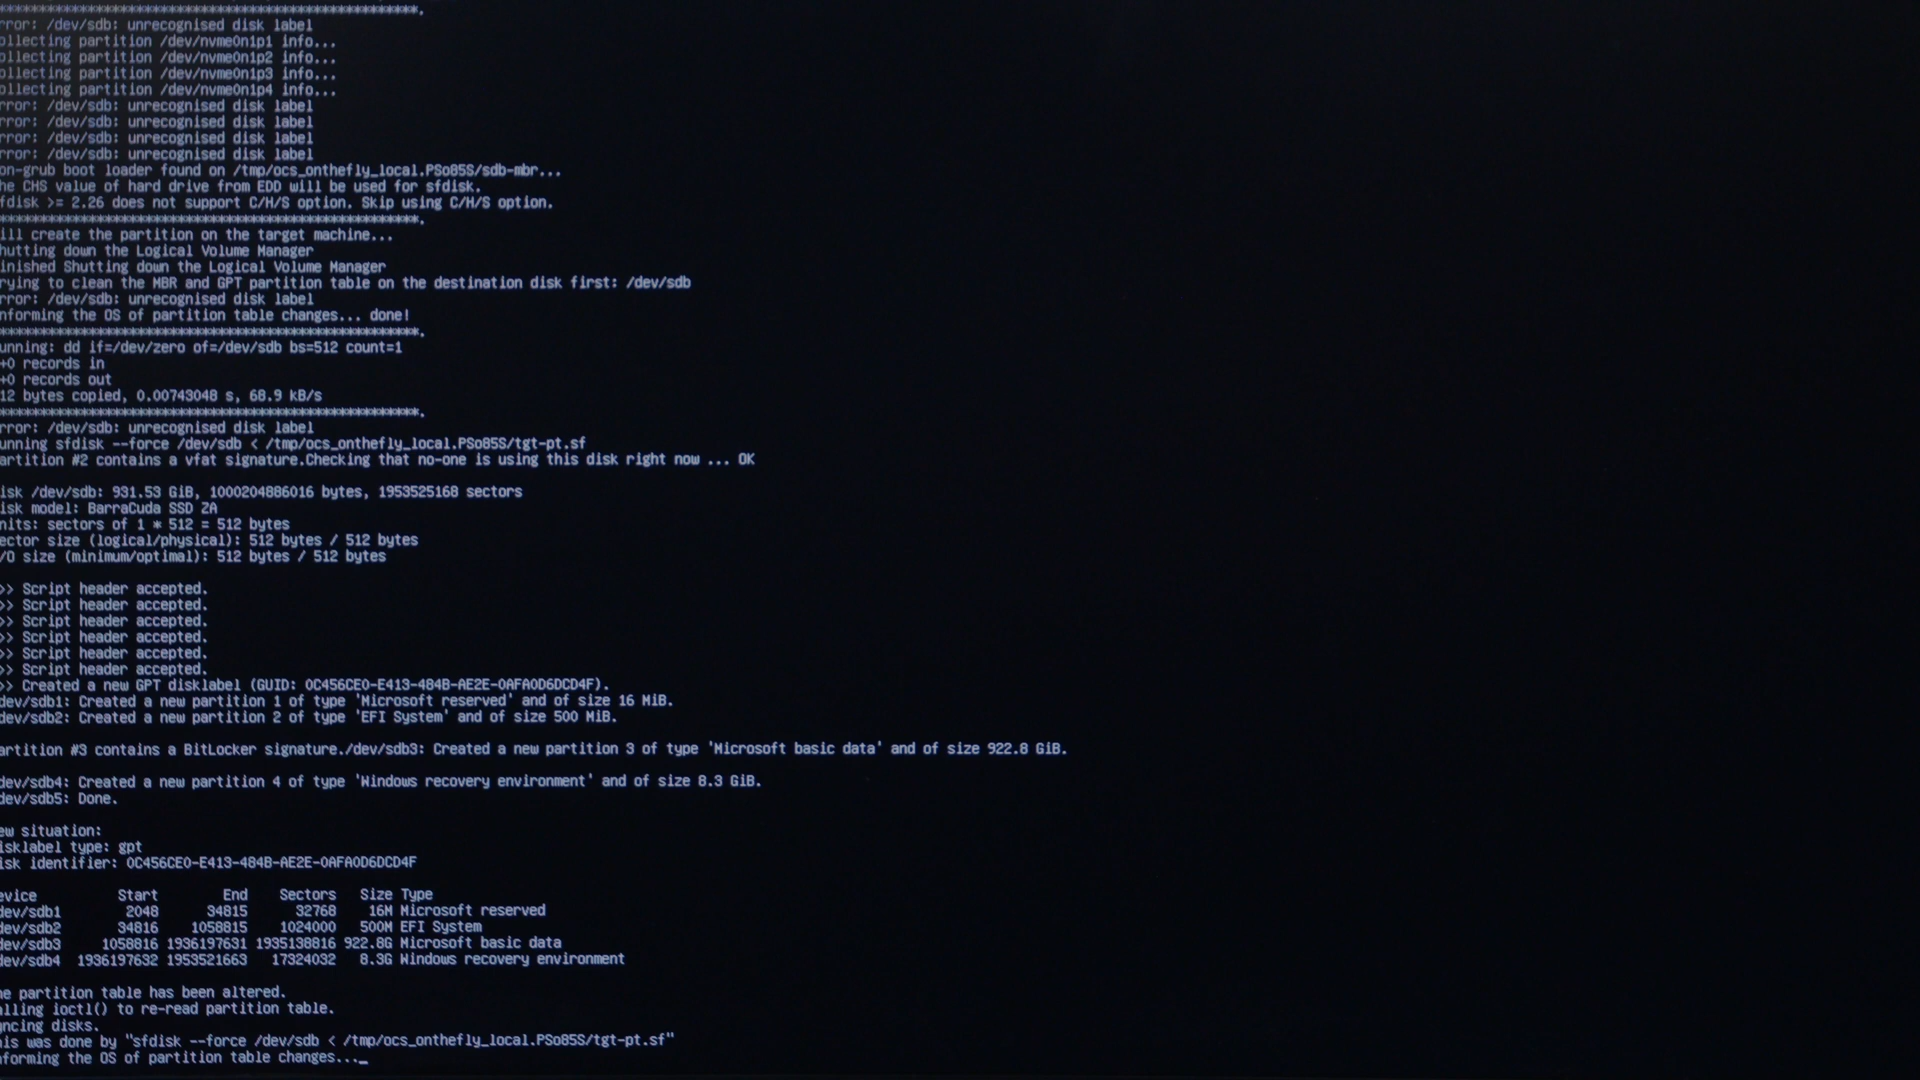 ****************************************************.
rror: /dev/sdb: unrecognised disk label
ollecting partition /dev/nvme0n1p1 info...
ollecting partition /dev/nvme0n1p2 info...
ollecting partition /dev/nvme0n1p3 info...
ollecting partition /dev/nvme0n1p4 info...
rror: /dev/sdb: unrecognised disk label
rror: /dev/sdb: unrecognised disk label
rror: /dev/sdb: unrecognised disk label
rror: /dev/sdb: unrecognised disk label
on-grub boot loader found on /tmp/ocs_onthefly_local.PSo85S/sdb-mbr...
he CHS value of hard drive from EDD will be used for sfdisk.
fdisk >= 2.26 does not support C/H/S option. Skip using C/H/S option.
****************************************************.
ill create the partition on the target machine...
hutting down the Logical Volume Manager
inished Shutting down the Logical Volume Manager
rying to clean the MBR and GPT partition table on the destination disk first: /dev/sdb
rror: /dev/sdb: unrecognised disk label
nforming the OS of partition table changes... done!
****************************************************.
unning: dd if=/dev/zero of=/dev/sdb bs=512 count=1
+0 records in
+0 records out
12 bytes copied, 0.00743048 s, 68.9 kB/s
****************************************************.
rror: /dev/sdb: unrecognised disk label
unning sfdisk --force /dev/sdb < /tmp/ocs_onthefly_local.PSo85S/tgt-pt.sf
artition #2 contains a vfat signature.Checking that no-one is using this disk right now ... OK
isk /dev/sdb: 931.53 GiB, 1000204886016 bytes, 1953525168 sectors
isk model: BarraCuda SSD ZA
nits: sectors of 1 * 512 = 512 bytes
ector size (logical/physical): 512 bytes / 512 bytes
/O size (minimum/optimal): 512 bytes / 512 bytes
>> Script header accepted.
>> Script header accepted.
>> Script header accepted.
>> Script header accepted.
>> Script header accepted.
>> Script header accepted.
>> Created a new GPT disklabel (GUID: 0C456CE0-E413-484B-AE2E-0AFA0D6DCD4F).
dev/sdb1: Created a new partition 1 of type 'Microsoft reserved' and of size 16 MiB.
dev/sdb2: Created a new partition 2 of type 'EFI System' and of size 500 MiB.
artition #3 contains a BitLocker signature./dev/sdb3: Created a new partition 3 of type 'Microsoft basic data' and of size 922.8 GiB.
dev/sdb4: Created a new partition 4 of type 'Windows recovery environment' and of size 8.3 GiB.
dev/sdb5: Done.
ew situation:
isklabel type: gpt
isk identifier: 0C456CE0-E413-484B-AE2E-0AFA0D6DCD4F
evice Start End Sectors Size Type
dev/sdb1 2048 34815 32768 16M Microsoft reserved
dev/sdb2 34816 1058815 1024000 500M EFI System
dev/sdb3 1058816 1936197631 1935138816 922.8G Microsoft basic data
dev/sdb4 1936197632 1953521663 17324032 8.3G Windows recovery environment
he partition table has been altered.
alling ioctl() to re-read partition table.
yncing disks.
his was done by "sfdisk --force /dev/sdb < /tmp/ocs_onthefly_local.PSo85S/tgt-pt.sf"
nforming the OS of partition table changes..._